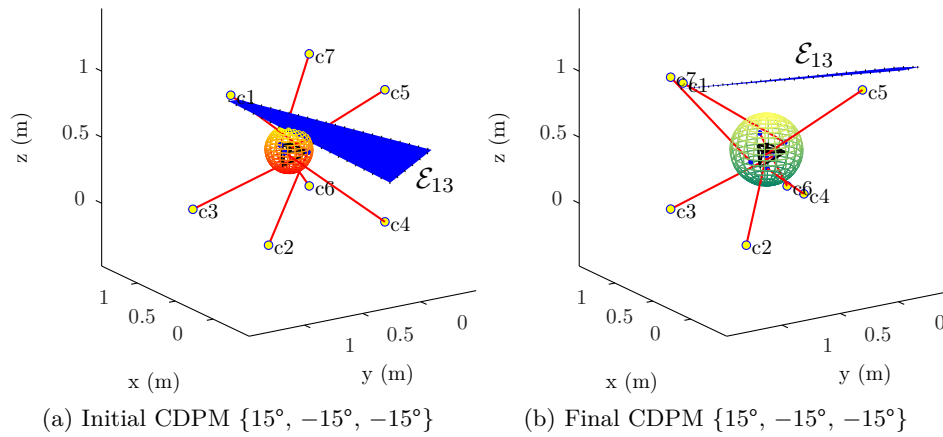 z (m)
1
0.5
0
c7
c1
c5
ℰ13
c6
c3
c4
c2
1
0.5
0
x (m)
1
0.5
0
y (m)
(a) Initial CDPM {15°, −15°, −15°}
z (m)
1
0.5
0
ℰ13
c7
c1
c5
c6
c4
c3
c2
1
0.5
0
x (m)
1
0.5
0
y (m)
(b) Final CDPM {15°, −15°, −15°}